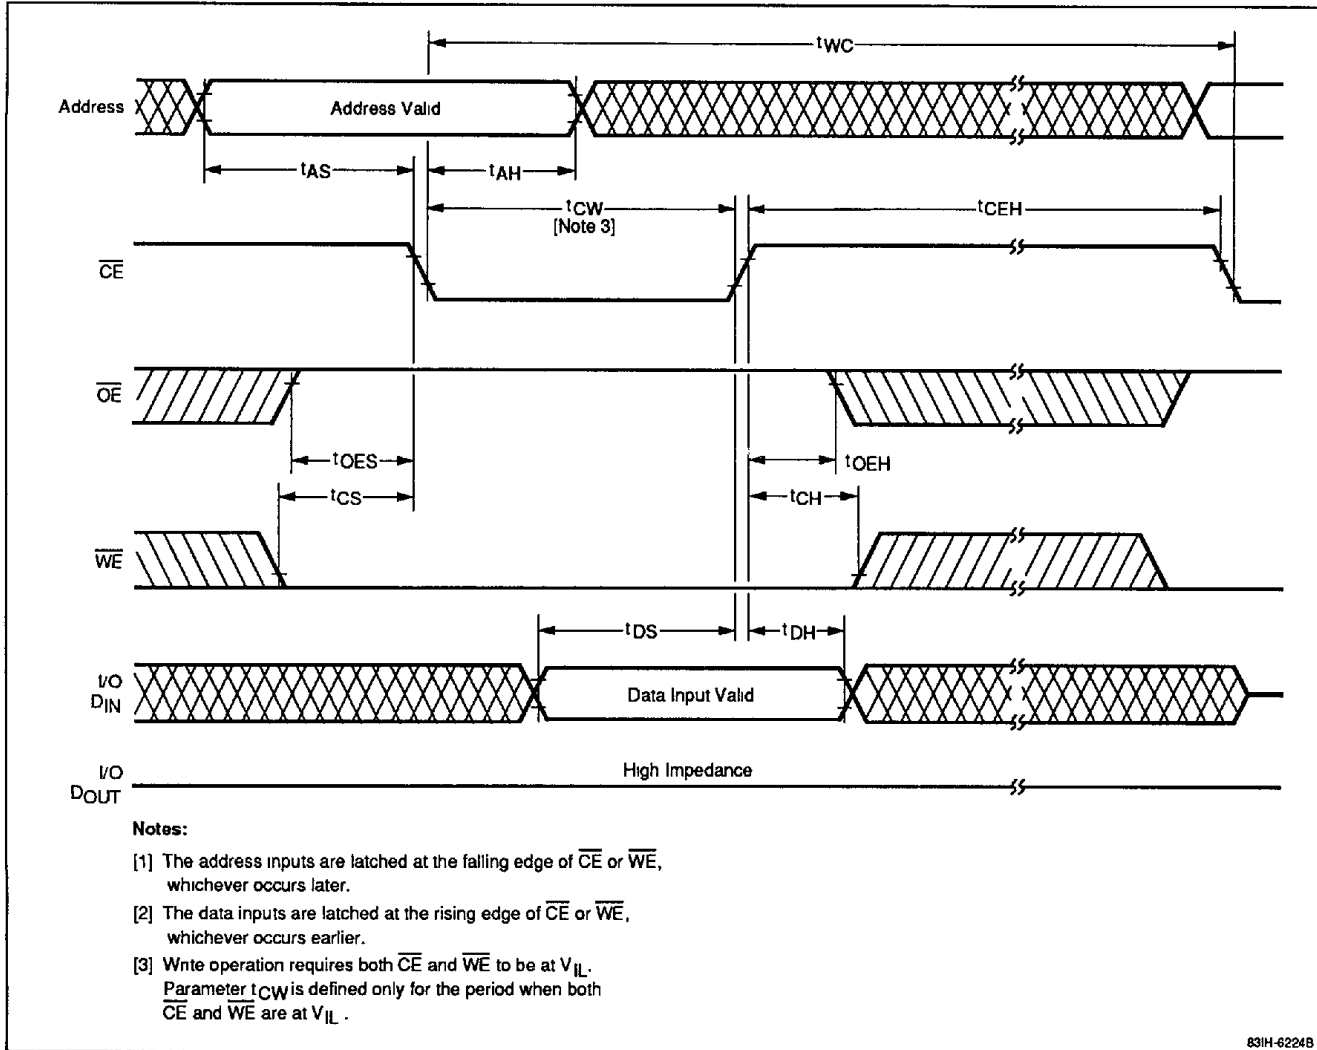 tWC
Address
Address Valid
tAS
tAH
tCW
[Note 3]
tCEH
CE
OE
tOES
tOEH
tCS
tCH
WE
tDS
tDH
I/O
DIN
Data Input Valid
I/O
DOUT
High Impedance
Notes:
[1] The address inputs are latched at the falling edge of CE or WE,
whichever occurs later.
[2] The data inputs are latched at the rising edge of CE or WE,
whichever occurs earlier.
[3] Write operation requires both CE and WE to be at VIL.
Parameter tCW is defined only for the period when both
CE and WE are at VIL .
83IH-6224B